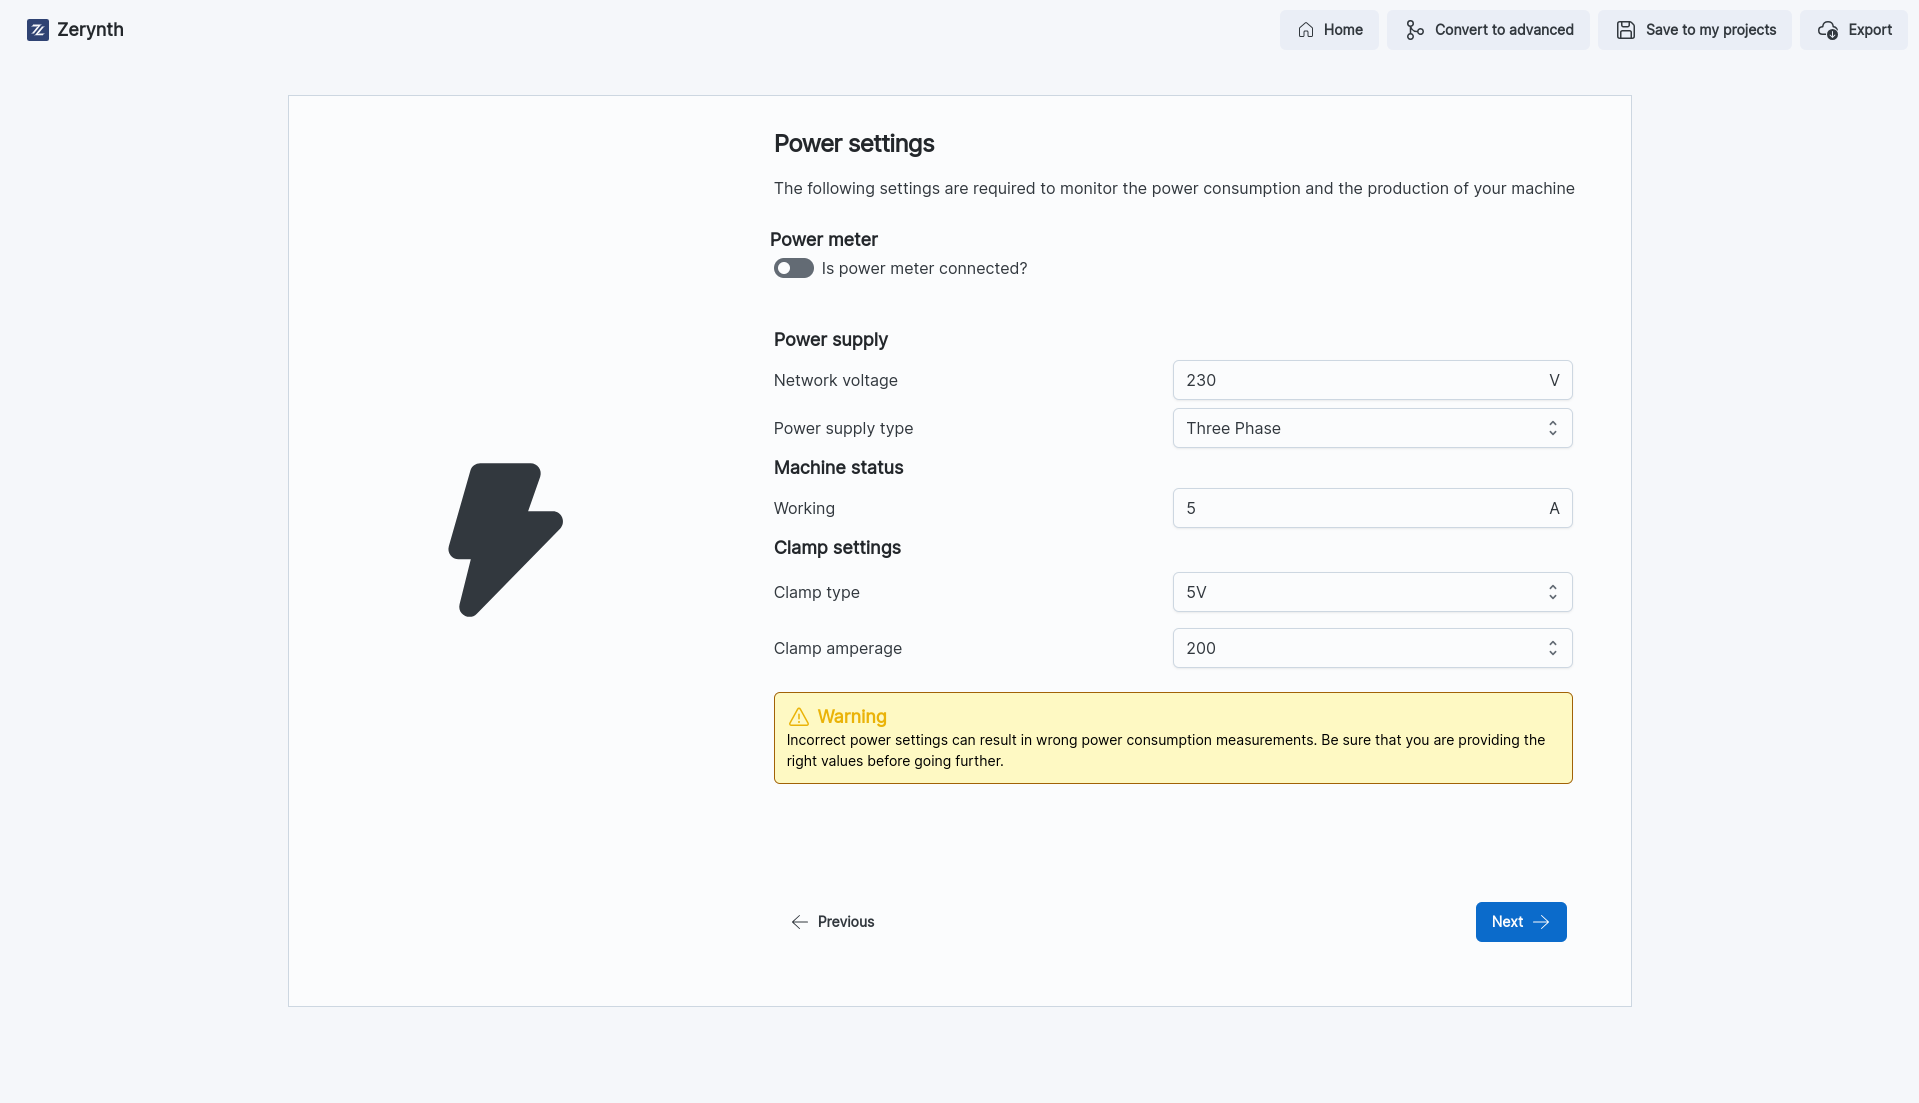 Zerynth
Home
Convert to advanced
Save to my projects
Export
Power settings
The following settings are required to monitor the power consumption and the production of your machine
Power meter
Is power meter connected?
Power supply
Network voltage
230 V
Power supply type
Three Phase
Machine status
Working
5 A
Clamp settings
Clamp type
5V
Clamp amperage
200
Warning
Incorrect power settings can result in wrong power consumption measurements. Be sure that you are providing the
right values before going further.
Previous
Next